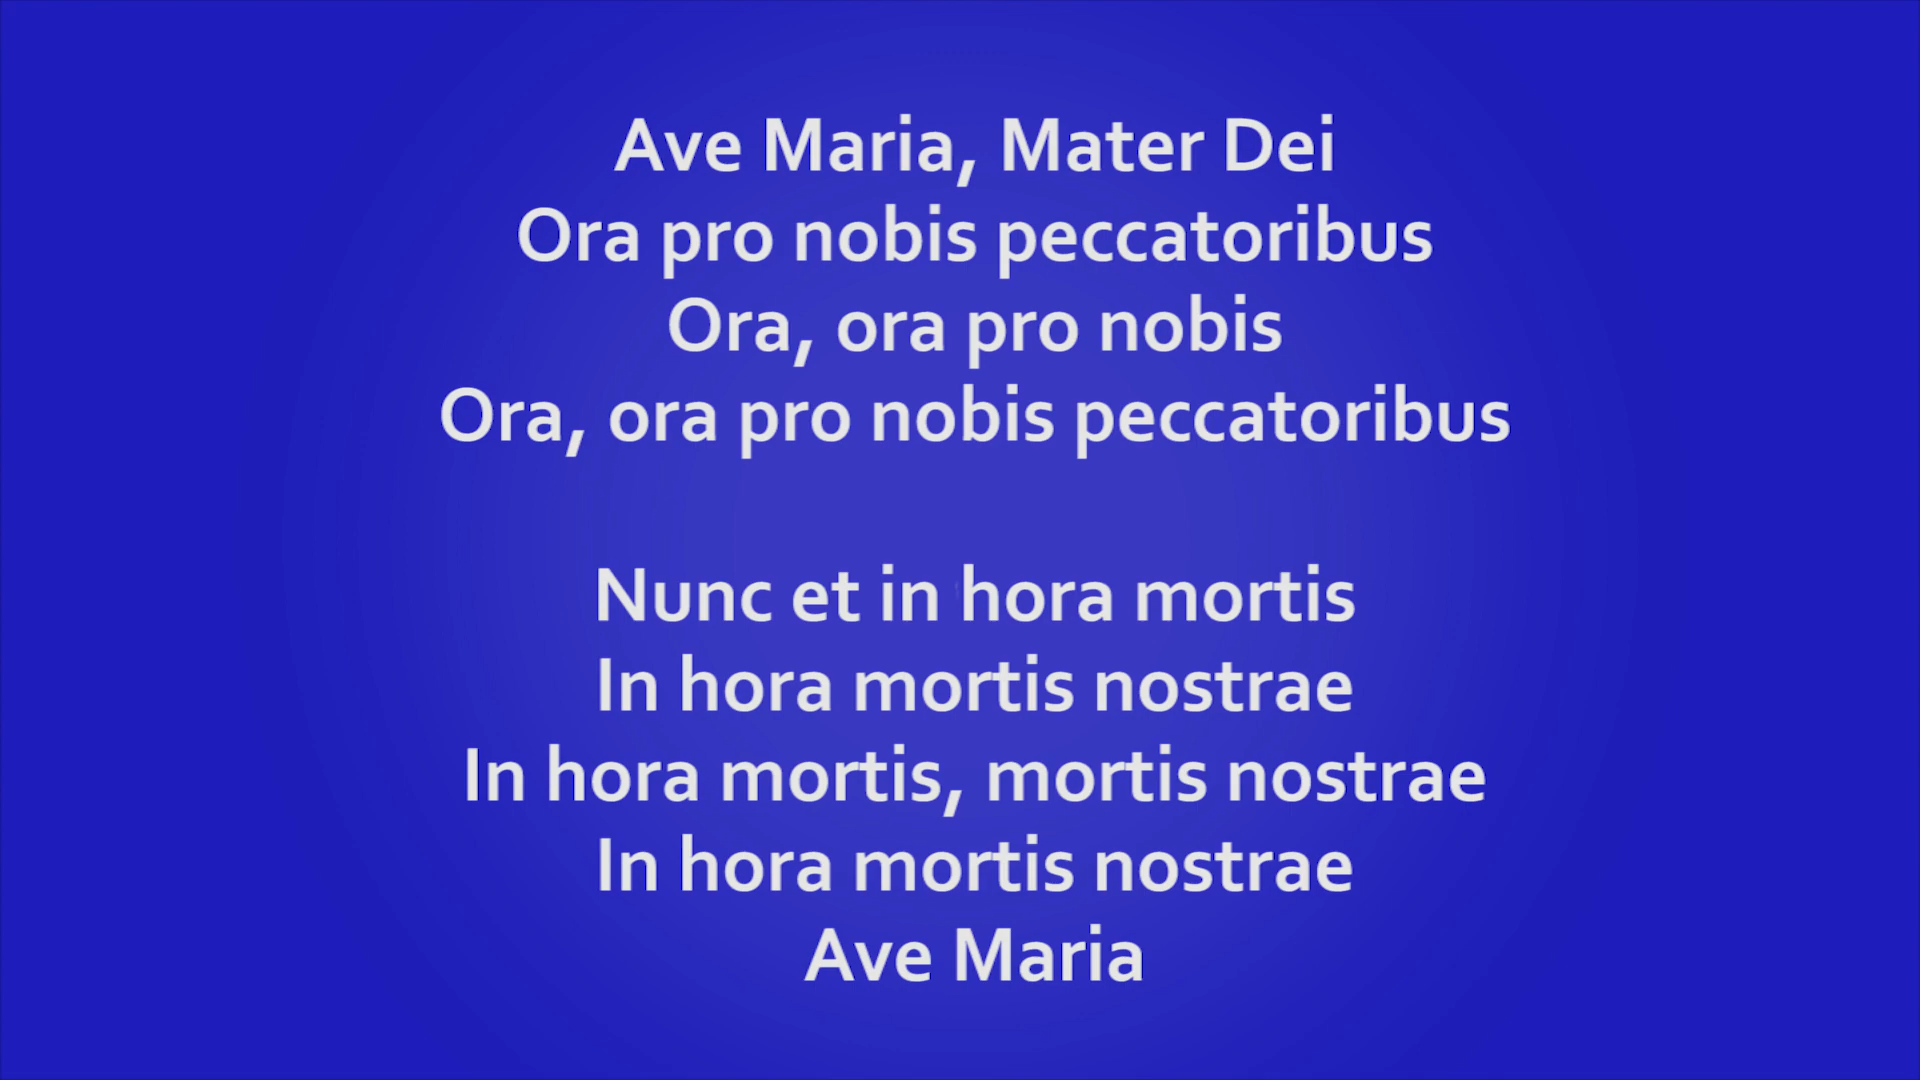 Ave Maria, Mater Dei
Ora pro nobis peccatoribus
Ora, ora pro nobis
Ora, ora pro nobis peccatoribus
Nunc et in hora mortis
In hora mortis nostrae
In hora mortis, mortis nostrae
In hora mortis nostrae
Ave Maria